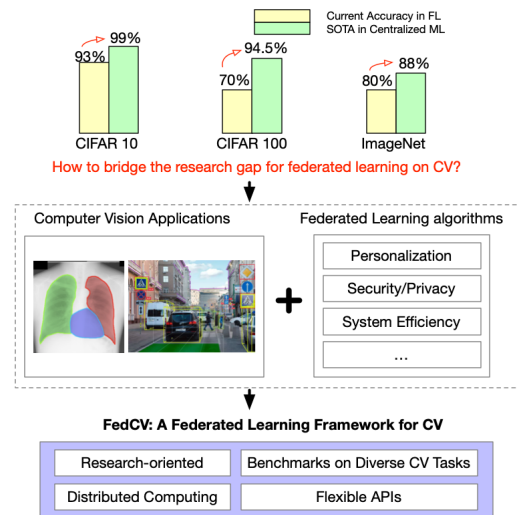 Current Accuracy in FL
SOTA in Centralized ML
93%
99%
70%
94.5%
80%
88%
CIFAR 10
CIFAR 100
ImageNet
How to bridge the research gap for federated learning on CV?
Computer Vision Applications
Federated Learning algorithms
Personalization
Security/Privacy
System Efficiency
...
FedCV: A Federated Learning Framework for CV
Research-oriented
Benchmarks on Diverse CV Tasks
Distributed Computing
Flexible APIs